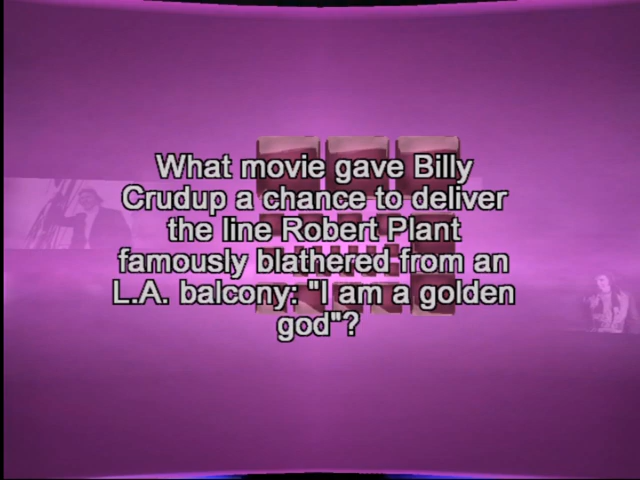 What movie gave Billy
Crudup a chance to deliver
the line Robert Plant
famously blathered from an
L.A. balcony: "I am a golden
god"?